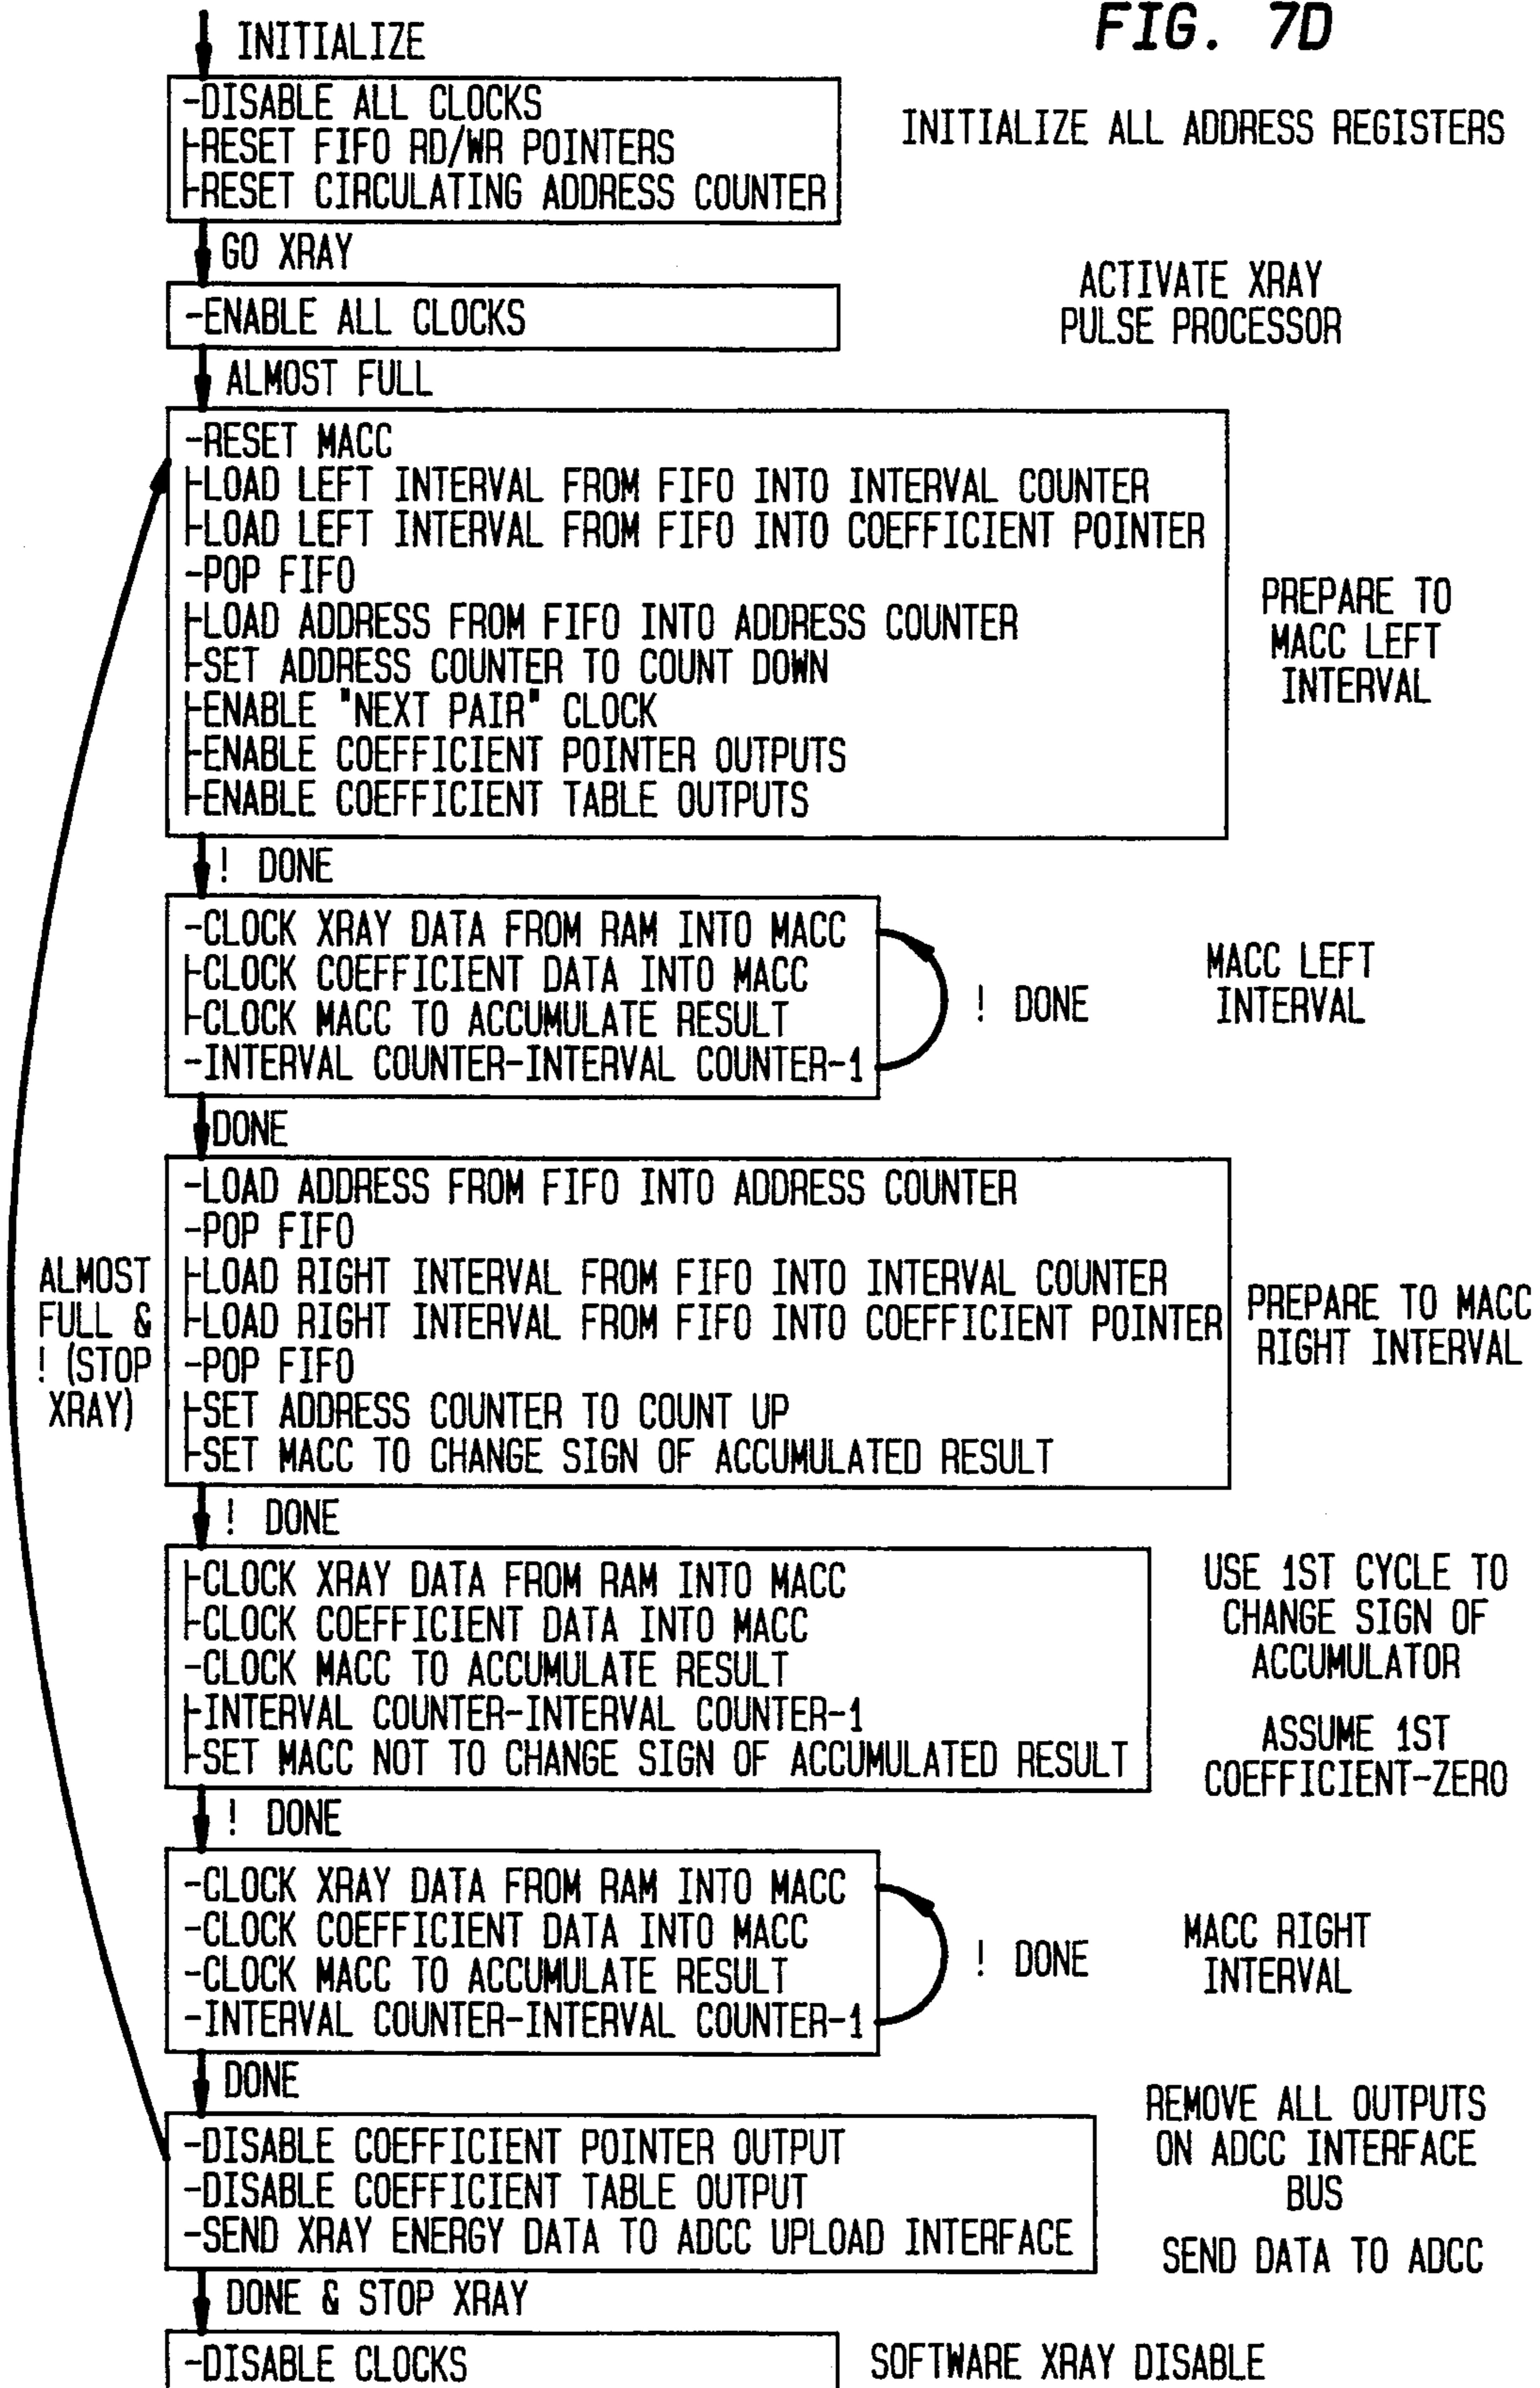 FIG. 7D
INITIALIZE
-DISABLE ALL CLOCKS
-RESET FIFO RD/WR POINTERS
-RESET CIRCULATING ADDRESS COUNTER
INITIALIZE ALL ADDRESS REGISTERS
GO XRAY
-ENABLE ALL CLOCKS
ACTIVATE XRAY
PULSE PROCESSOR
ALMOST FULL
-RESET MACC
-LOAD LEFT INTERVAL FROM FIFO INTO INTERVAL COUNTER
-LOAD LEFT INTERVAL FROM FIFO INTO COEFFICIENT POINTER
-POP FIFO
-LOAD ADDRESS FROM FIFO INTO ADDRESS COUNTER
-SET ADDRESS COUNTER TO COUNT DOWN
-ENABLE "NEXT PAIR" CLOCK
-ENABLE COEFFICIENT POINTER OUTPUTS
-ENABLE COEFFICIENT TABLE OUTPUTS
PREPARE TO
MACC LEFT
INTERVAL
! DONE
-CLOCK XRAY DATA FROM RAM INTO MACC
-CLOCK COEFFICIENT DATA INTO MACC
-CLOCK MACC TO ACCUMULATE RESULT
-INTERVAL COUNTER-INTERVAL COUNTER-1
! DONE
MACC LEFT
INTERVAL
DONE
-LOAD ADDRESS FROM FIFO INTO ADDRESS COUNTER
-POP FIFO
-LOAD RIGHT INTERVAL FROM FIFO INTO INTERVAL COUNTER
-LOAD RIGHT INTERVAL FROM FIFO INTO COEFFICIENT POINTER
-POP FIFO
-SET ADDRESS COUNTER TO COUNT UP
-SET MACC TO CHANGE SIGN OF ACCUMULATED RESULT
ALMOST
FULL &
! (STOP
XRAY)
PREPARE TO MACC
RIGHT INTERVAL
! DONE
-CLOCK XRAY DATA FROM RAM INTO MACC
-CLOCK COEFFICIENT DATA INTO MACC
-CLOCK MACC TO ACCUMULATE RESULT
-INTERVAL COUNTER-INTERVAL COUNTER-1
-SET MACC NOT TO CHANGE SIGN OF ACCUMULATED RESULT
USE 1ST CYCLE TO
CHANGE SIGN OF
ACCUMULATOR
ASSUME 1ST
COEFFICIENT-ZERO
! DONE
-CLOCK XRAY DATA FROM RAM INTO MACC
-CLOCK COEFFICIENT DATA INTO MACC
-CLOCK MACC TO ACCUMULATE RESULT
-INTERVAL COUNTER-INTERVAL COUNTER-1
! DONE
MACC RIGHT
INTERVAL
DONE
-DISABLE COEFFICIENT POINTER OUTPUT
-DISABLE COEFFICIENT TABLE OUTPUT
-SEND XRAY ENERGY DATA TO ADCC UPLOAD INTERFACE
REMOVE ALL OUTPUTS
ON ADCC INTERFACE
BUS
SEND DATA TO ADCC
DONE & STOP XRAY
-DISABLE CLOCKS
SOFTWARE XRAY DISABLE